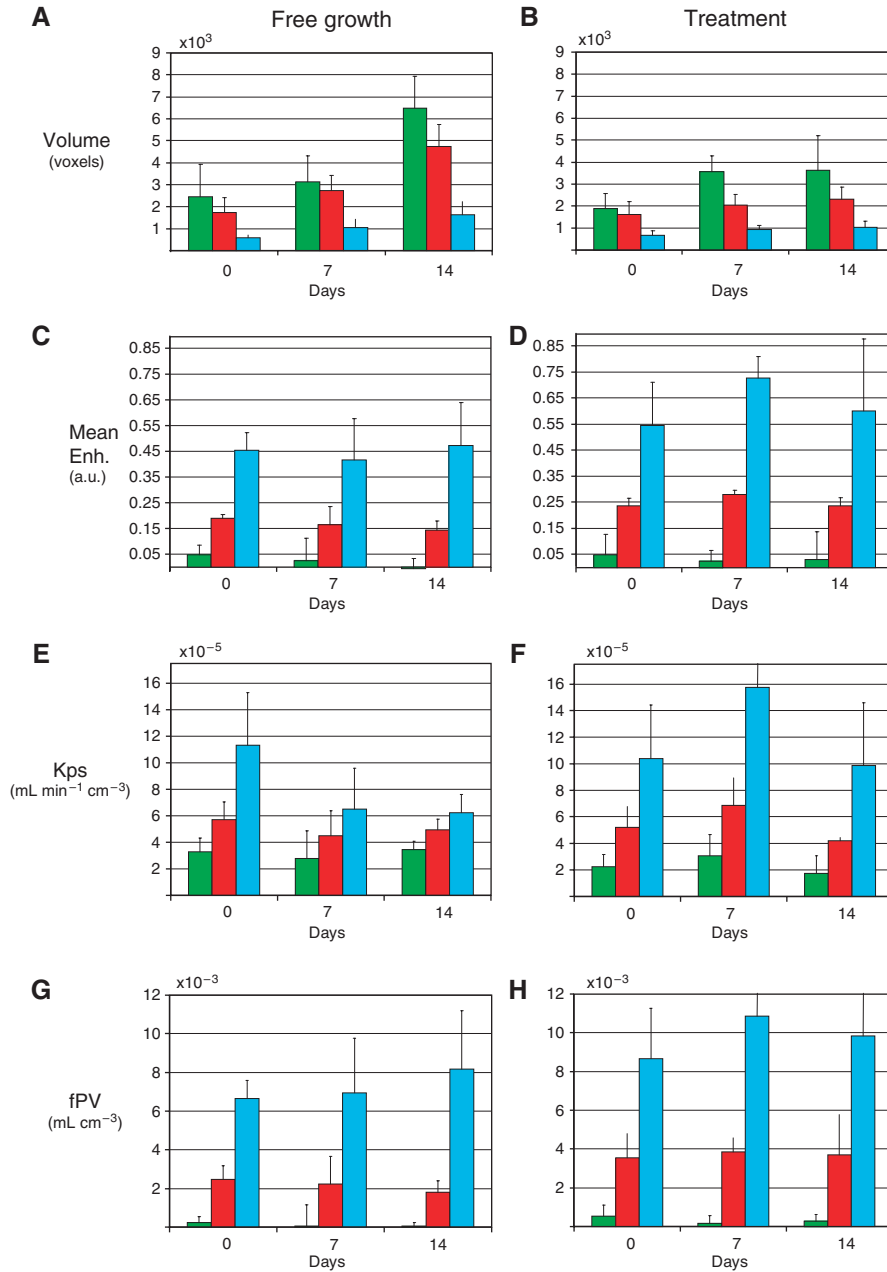 A
Free growth
B
Treatment
x10³
9
8
7
6
5
4
3
2
1
Volume
(voxels)
0
7
14
Days
x10³
9
8
7
6
5
4
3
2
1
0
7
14
Days
C
0.85
0.75
0.65
0.55
0.45
0.35
0.25
0.15
0.05
Mean
Enh.
(a.u.)
0
7
14
Days
D
0.85
0.75
0.65
0.55
0.45
0.35
0.25
0.15
0.05
0
7
14
Days
E
x10⁻⁵
16
14
12
10
8
6
4
2
Kps
(mL min⁻¹ cm⁻³)
0
7
14
Days
F
x10⁻⁵
16
14
12
10
8
6
4
2
0
7
14
Days
G
x10⁻³
12
10
8
6
4
2
fPV
(mL cm⁻³)
0
7
14
Days
H
x10⁻³
12
10
8
6
4
2
0
7
14
Days